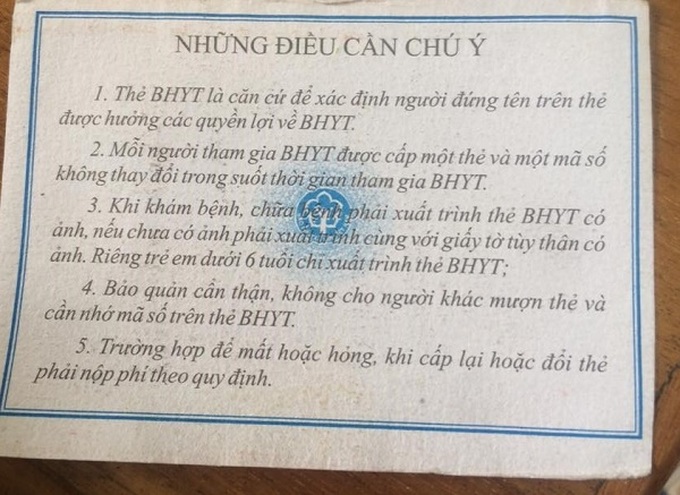 NHỮNG ĐIỀU CẦN CHÚ Ý
1. Thẻ BHYT là căn cứ để xác định người đứng tên trên thẻ
được hưởng các quyền lợi về BHYT.
2. Mỗi người tham gia BHYT được cấp một thẻ và một mã số
không thay đổi trong suốt thời gian tham gia BHYT.
3. Khi khám bệnh, chữa bệnh phải xuất trình thẻ BHYT có
ảnh, nếu chưa có ảnh phải xuất trình cùng với giấy tờ tùy thân có
ảnh. Riêng trẻ em dưới 6 tuổi chỉ xuất trình thẻ BHYT;
4. Bảo quản cẩn thận, không cho người khác mượn thẻ và
cần nhớ mã số trên thẻ BHYT.
5. Trường hợp để mất hoặc hỏng, khi cấp lại hoặc đổi thẻ
phải nộp phí theo quy định.